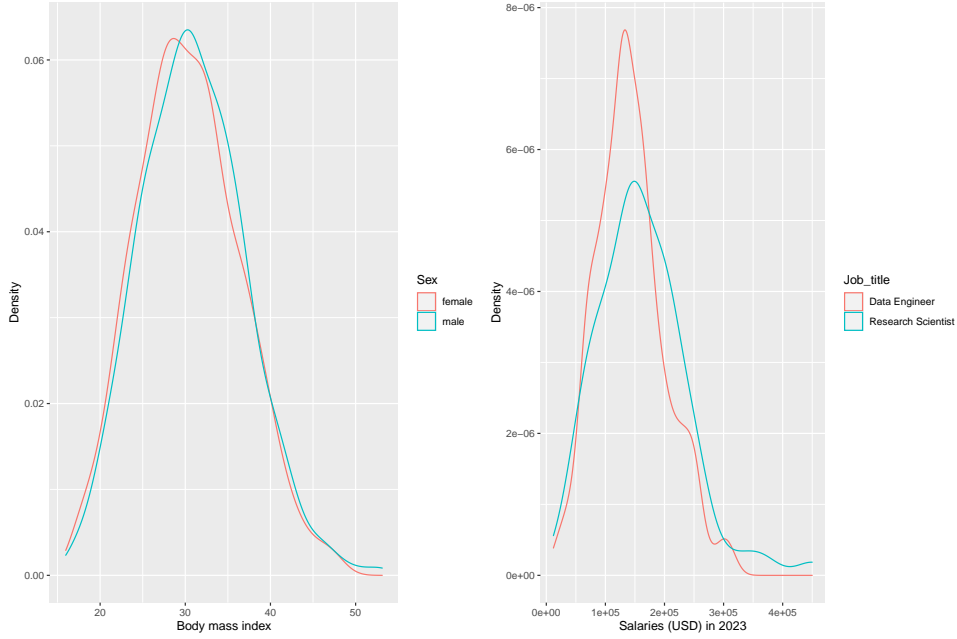 Density
0.06
0.04
0.02
0.00
20 30 40 50
Body mass index
Sex
female
male
Density
8e−06
6e−06
4e−06
2e−06
0e+00
0e+00 1e+05 2e+05 3e+05 4e+05
Salaries (USD) in 2023
Job_title
Data Engineer
Research Scientist